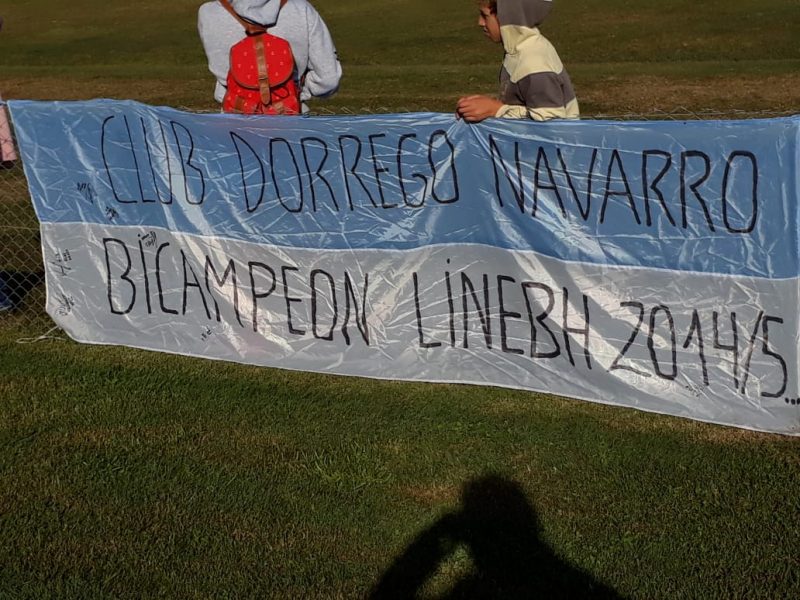 CLUB DORREGO NAVARRO
BICAMPEON LINEBH 2014/5...